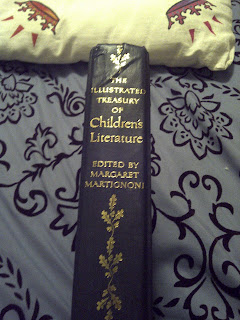 THE
ILLUSTRATED
TREASURY
OF
Children's
Literature
EDITED BY
MARGARET
MARTIGNONI